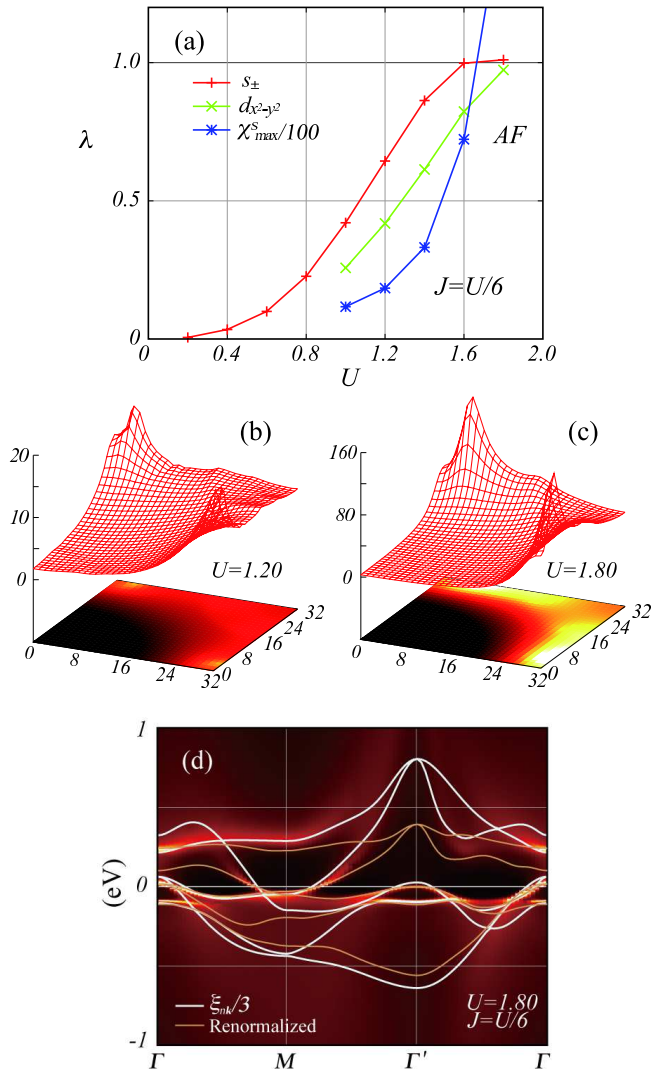 (a)
1.0
0.5
0
λ
s±
dx²-y²
χˢmax/100
AF
J=U/6
0 0.4 0.8 1.2 1.6 2.0
U
(b)
20
10
0
U=1.20
0 8 16 24 32
0 8 16 24 32
(c)
160
80
0
U=1.80
0 8 16 24 32
0 8 16 24 32
(d)
1
0
-1
(eV)
ξnk/3
Renormalized
U=1.80
J=U/6
Γ M Γ' Γ